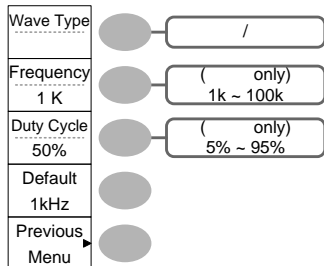 Wave Type
/
Frequency
1 K
( only)
1k ~ 100k
Duty Cycle
50%
( only)
5% ~ 95%
Default
1kHz
Previous
Menu